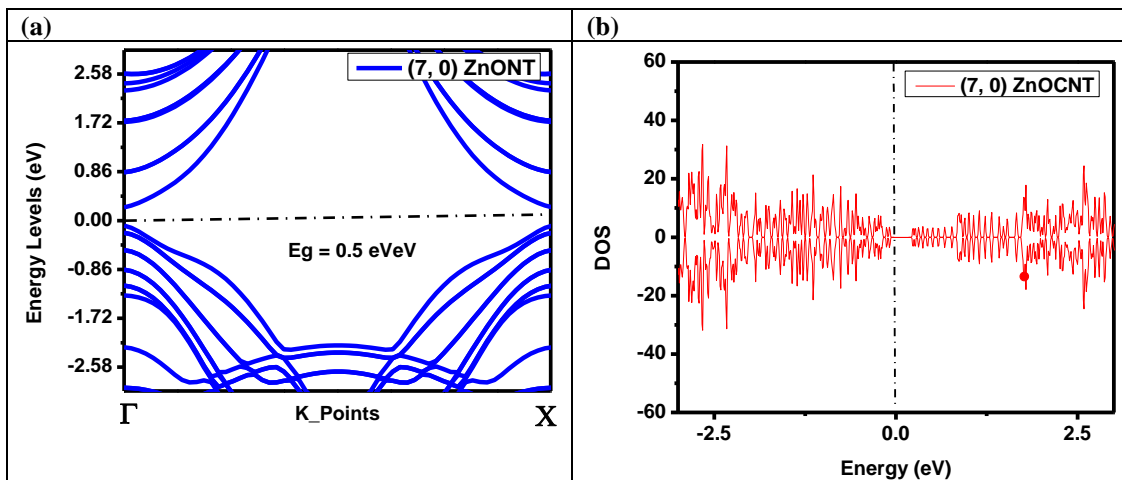 (a)
(b)
(7, 0) ZnONT
2.58
1.72
0.86
0.00
-0.86
-1.72
-2.58
Energy Levels (eV)
Eg = 0.5 eVeV
Γ
K_Points
X
(7, 0) ZnOCNT
60
40
20
0
-20
-40
-60
DOS
-2.5
0.0
2.5
Energy (eV)